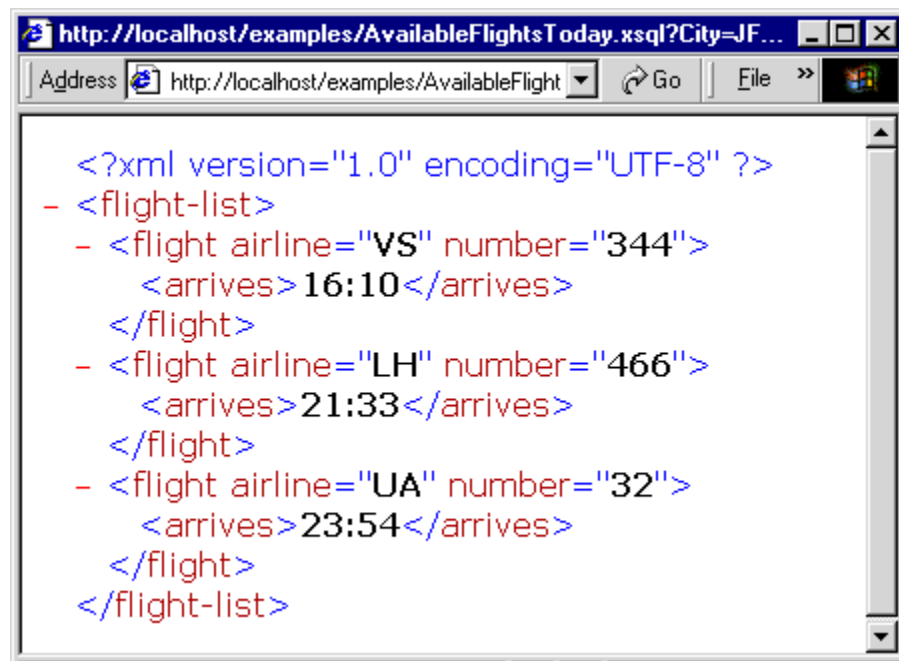 http://localhost/examples/AvailableFlightsToday.xsql?City=JF...
Address http://localhost/examples/AvailableFlight Go File »
<?xml version="1.0" encoding="UTF-8" ?>
- <flight-list>
- <flight airline="VS" number="344">
<arrives>16:10</arrives>
</flight>
- <flight airline="LH" number="466">
<arrives>21:33</arrives>
</flight>
- <flight airline="UA" number="32">
<arrives>23:54</arrives>
</flight>
</flight-list>